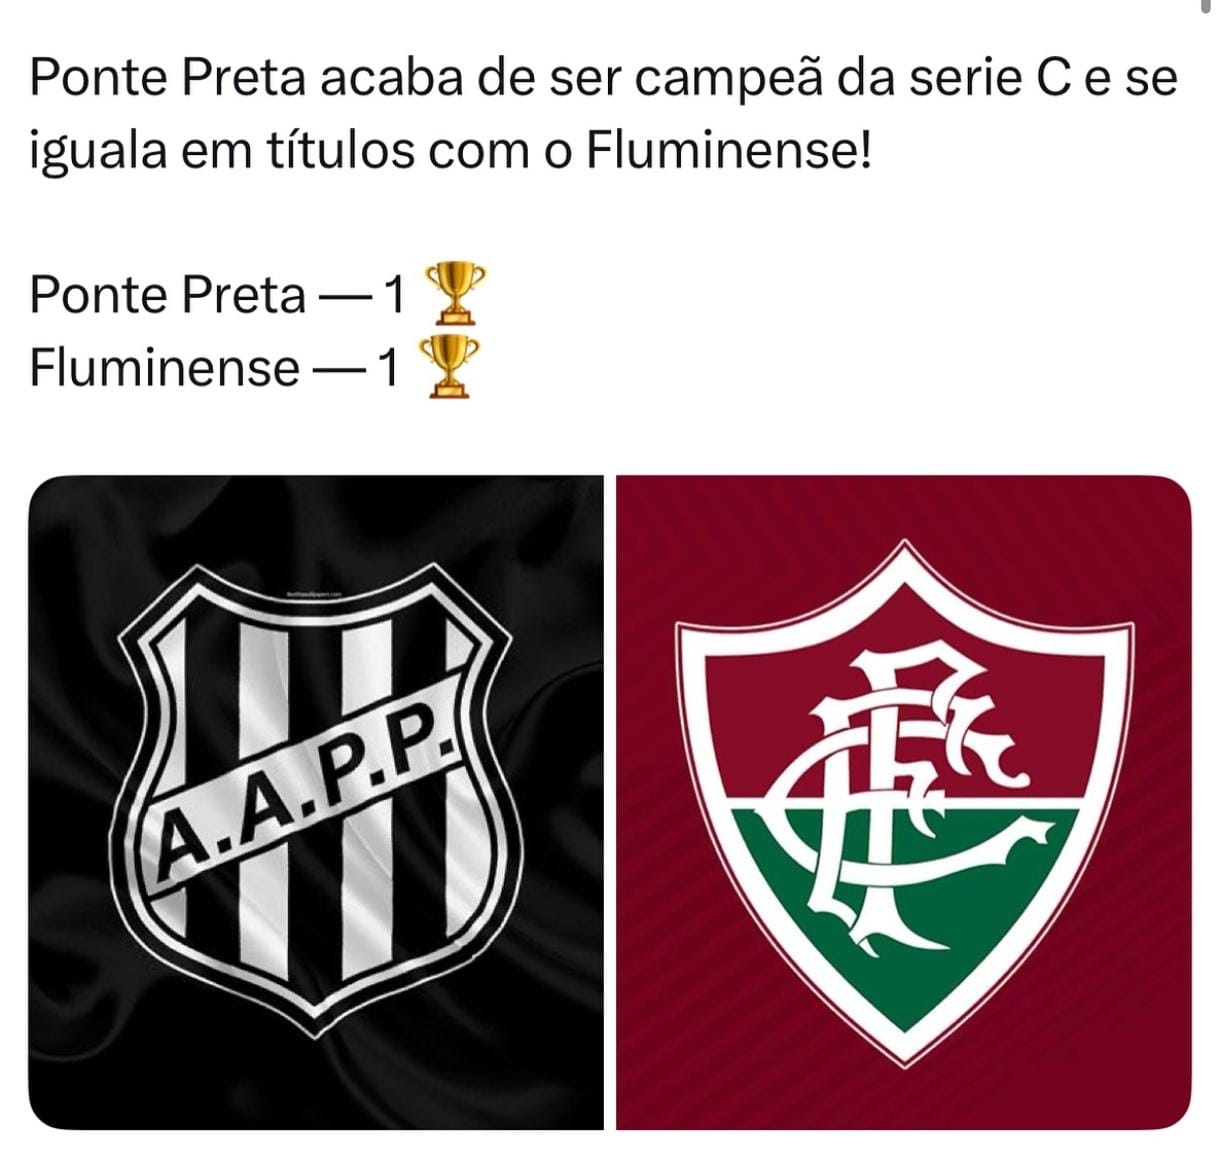 Ponte Preta acaba de ser campeã da serie C e se
iguala em títulos com o Fluminense!
Ponte Preta — 1 🏆
Fluminense — 1 🏆
A.A.P.P.
FFC